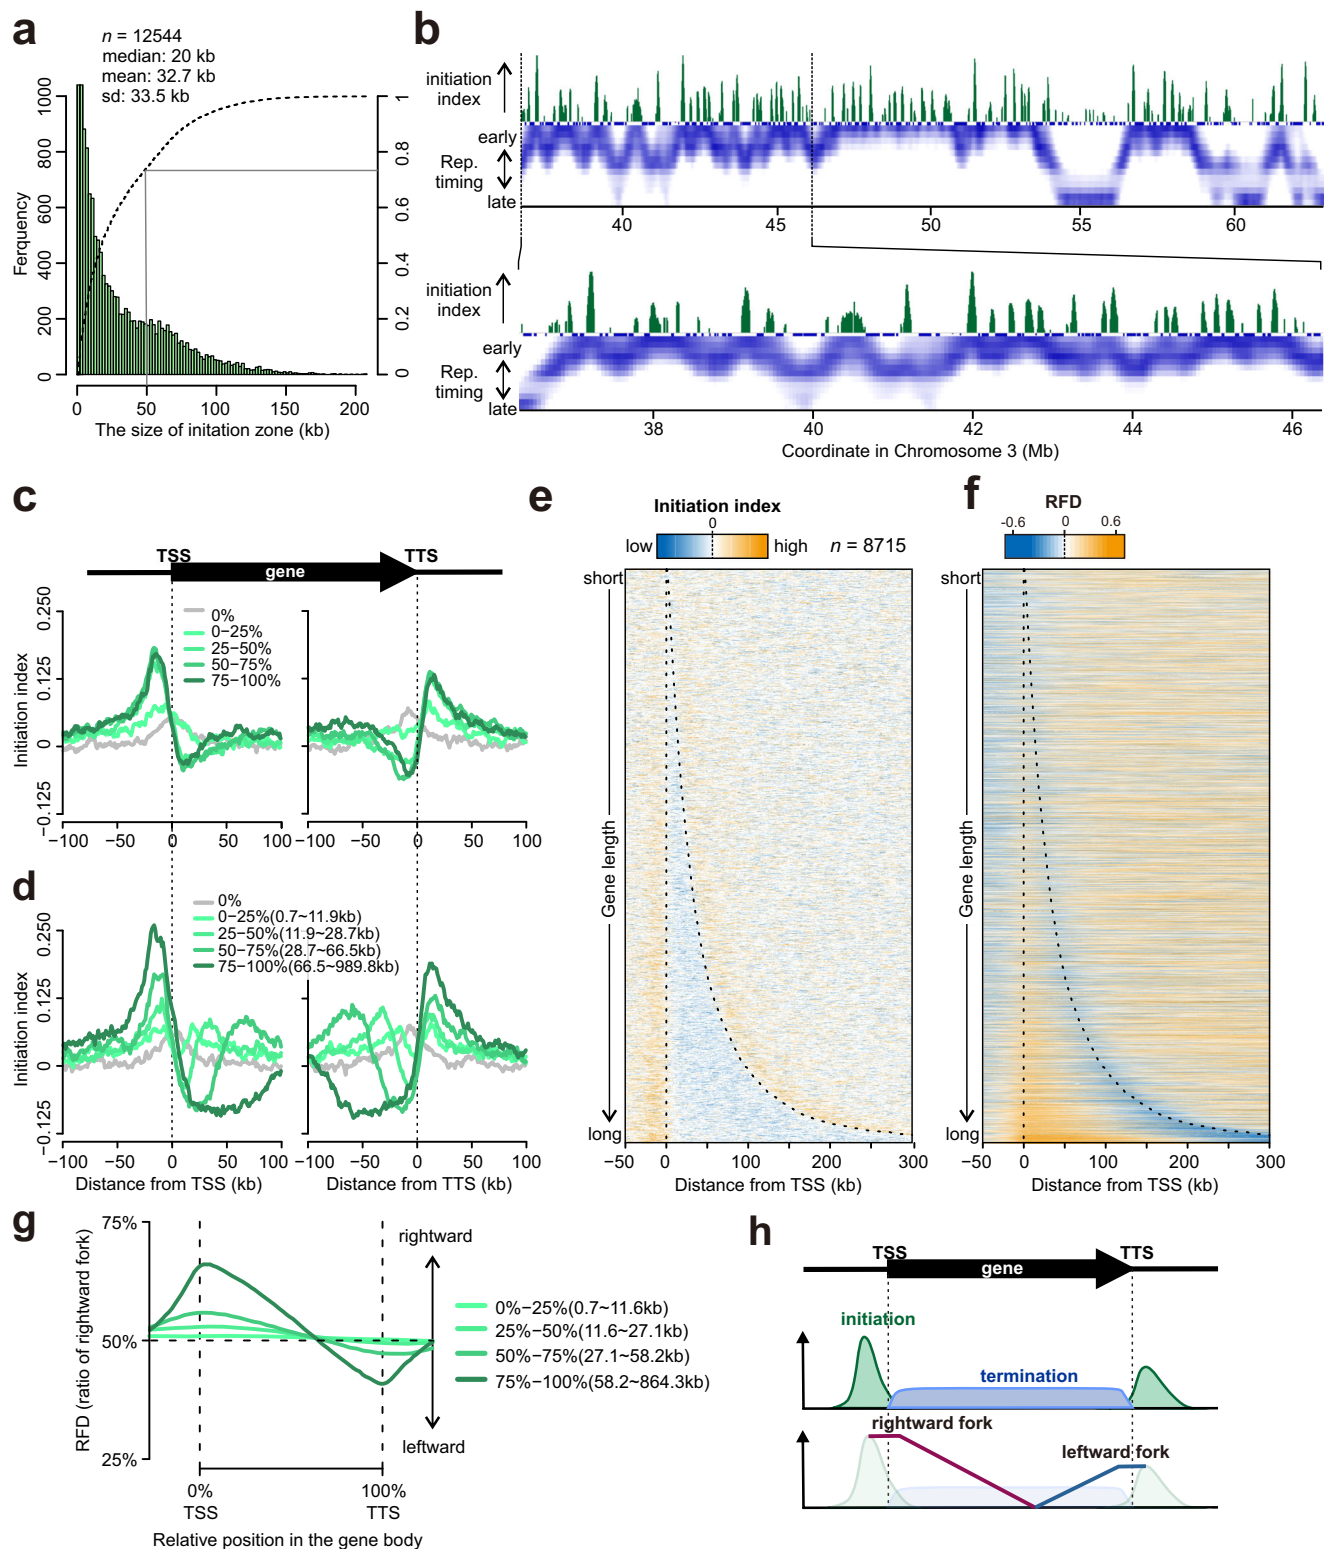 a
n = 12544
median: 20 kb
mean: 32.7 kb
sd: 33.5 kb
Ferquency
0
200
400
600
800
1000
0
0.2
0.4
0.6
0.8
1
0
50
100
150
200
The size of initation zone (kb)
b
initiation
index
early
Rep.
timing
late
40
45
50
55
60
initiation
index
early
Rep.
timing
late
38
40
42
44
46
Coordinate in Chromosome 3 (Mb)
c
TSS
TTS
gene
0%
0−25%
25−50%
50−75%
75−100%
Initiation index
−0.125
0
0.125
0.250
−100
−50
0
50
100
−100
−50
0
50
100
d
0%
0−25%(0.7~11.9kb)
25−50%(11.9~28.7kb)
50−75%(28.7~66.5kb)
75−100%(66.5~989.8kb)
Initiation index
−0.125
0
0.125
0.250
−100
−50
0
50
100
−100
−50
0
50
100
Distance from TSS (kb)
Distance from TTS (kb)
e
Initiation index
0
low
high
n = 8715
short
Gene length
long
−50
0
100
200
300
Distance from TSS (kb)
f
RFD
-0.6
0
0.6
short
Gene length
long
−50
0
100
200
300
Distance from TSS (kb)
g
RFD (ratio of rightward fork)
75%
50%
25%
rightward
leftward
0%
TSS
100%
TTS
Relative position in the gene body
0%−25%(0.7~11.6kb)
25%−50%(11.6~27.1kb)
50%−75%(27.1~58.2kb)
75%−100%(58.2~864.3kb)
h
TSS
TTS
gene
initiation
termination
rightward fork
leftward fork